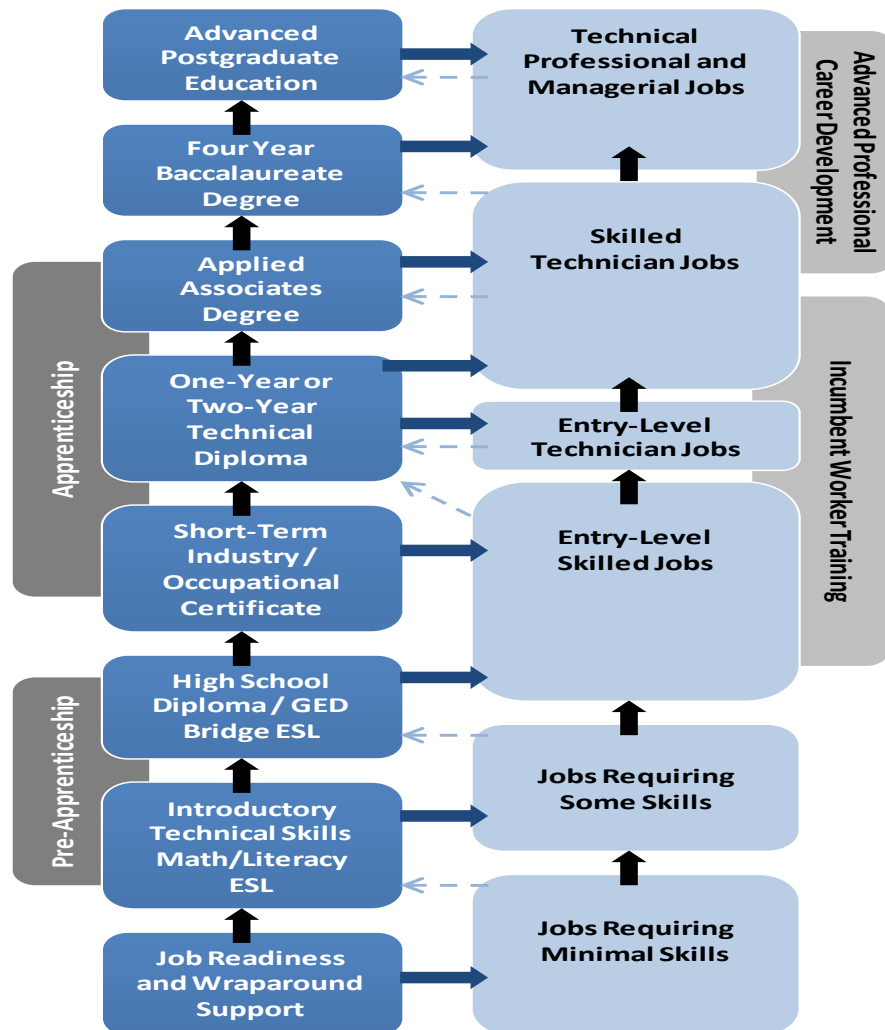 Advanced
Postgraduate
Education
Technical
Professional and
Managerial Jobs
Advanced Professional
Career Development
Four Year
Baccalaureate
Degree
Applied
Associates
Degree
Skilled
Technician Jobs
Apprenticeship
One-Year or
Two-Year
Technical
Diploma
Entry-Level
Technician Jobs
Incumbent Worker Training
Short-Term
Industry /
Occupational
Certificate
Entry-Level
Skilled Jobs
Pre-Apprenticeship
High School
Diploma / GED
Bridge ESL
Introductory
Technical Skills
Math/Literacy
ESL
Jobs Requiring
Some Skills
Job Readiness
and Wraparound
Support
Jobs Requiring
Minimal Skills